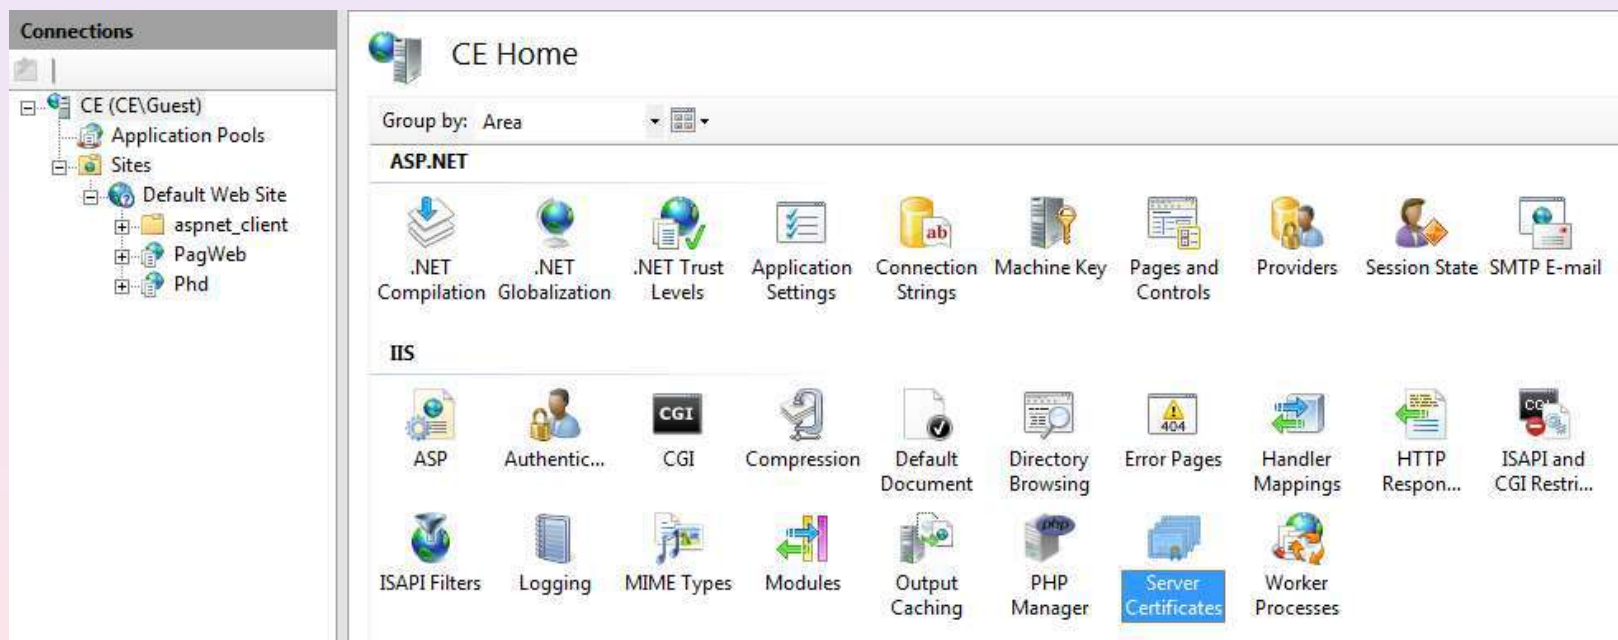 Connections
CE (CE\Guest)
Application Pools
Sites
Default Web Site
aspnet_client
PagWeb
Phd
CE Home
Group by: Area
ASP.NET
.NET Compilation
.NET Globalization
.NET Trust Levels
Application Settings
ab
Connection Strings
Machine Key
Pages and Controls
Providers
Session State
SMTP E-mail
IIS
ASP
Authentic...
CGI
CGI
Compression
Default Document
Directory Browsing
404
Error Pages
Handler Mappings
HTTP Respon...
ISAPI and CGI Restri...
ISAPI Filters
Logging
MIME Types
Modules
Output Caching
php
PHP Manager
Server Certificates
Worker Processes